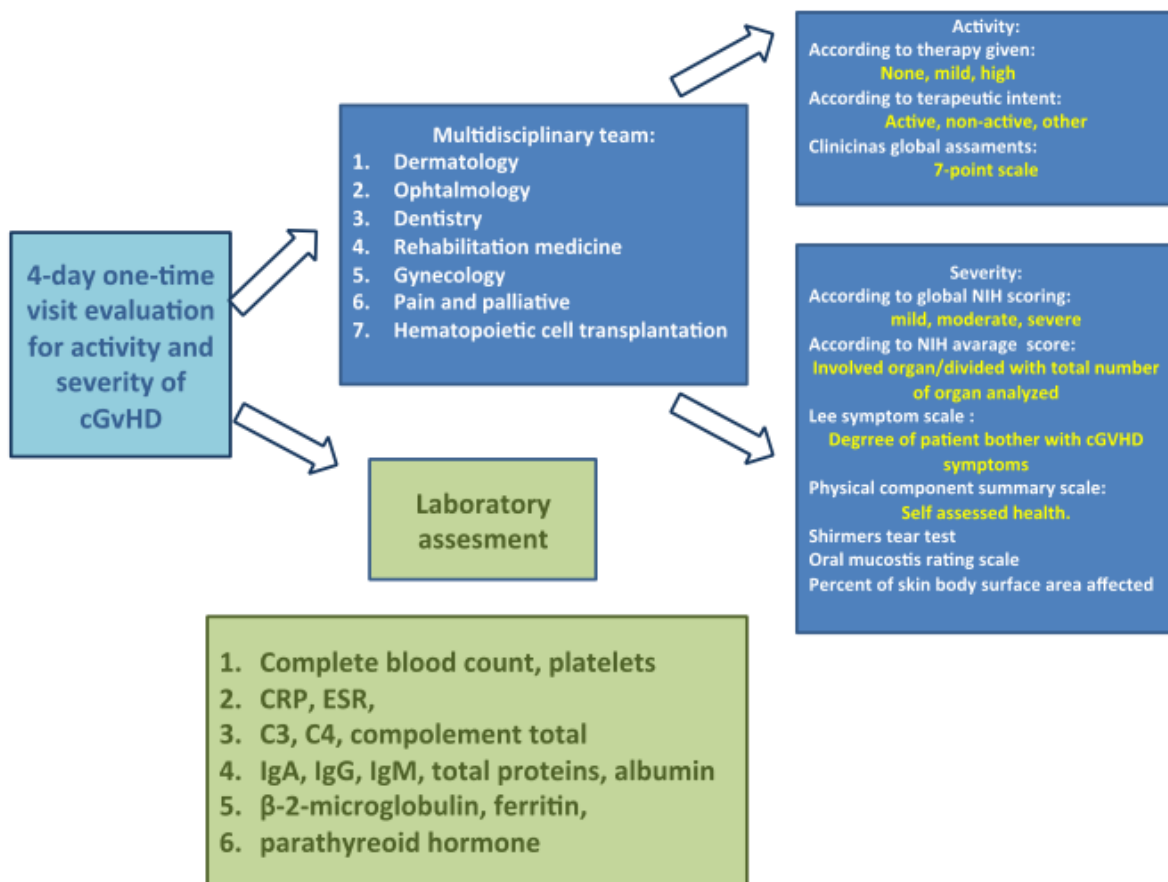 4-day one-time
visit evaluation
for activity and
severity of
cGvHD
Multidisciplinary team:
1. Dermatology
2. Ophtalmology
3. Dentistry
4. Rehabilitation medicine
5. Gynecology
6. Pain and palliative
7. Hematopoietic cell transplantation
Activity:
According to therapy given:
None, mild, high
According to terapeutic intent:
Active, non-active, other
Clinicinas global assaments:
7-point scale
Severity:
According to global NIH scoring:
mild, moderate, severe
According to NIH avarage score:
Involved organ/divided with total number
of organ analyzed
Lee symptom scale :
Degrree of patient bother with cGVHD
symptoms
Physical component summary scale:
Self assessed health.
Shirmers tear test
Oral mucostis rating scale
Percent of skin body surface area affected
Laboratory
assesment
1. Complete blood count, platelets
2. CRP, ESR,
3. C3, C4, compolement total
4. IgA, IgG, IgM, total proteins, albumin
5. β-2-microglobulin, ferritin,
6. parathyreoid hormone